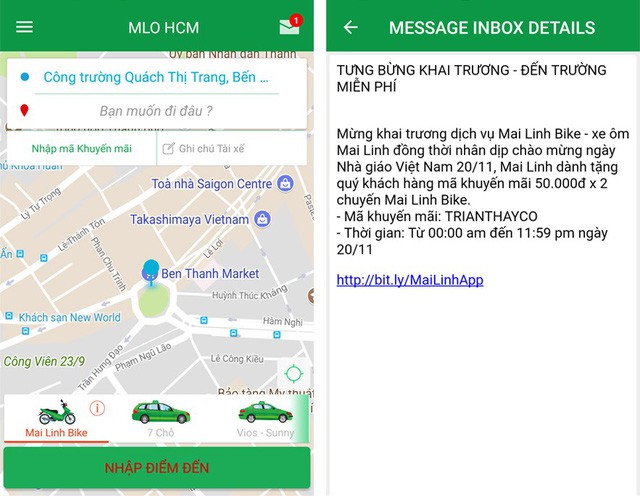 MLO HCM
1
Công trường Quách Thị Trang, Bến ...
Bạn muốn đi đâu ?
Nhập mã Khuyến mãi
Ghi chú Tài xế
Toà nhà Saigon Centre
Lý Tự Trọng
Takashimaya Vietnam
Lê-Thánh-Tôn
Lê Lợi
Phan Chu Trinh
Ben Thanh Market
Huỳnh Thúc Kháng
Khách sạn New World
Hàm Nghi
Trần Hưng Đạo
Phạm Ngũ Lão
Công Viên 23/9
Lê Công Kiều
Bảo tàng Mỹ thuật
Mai Linh Bike
7 Chỗ
Vios - Sunny
NHẬP ĐIỂM ĐẾN
MESSAGE INBOX DETAILS
TƯNG BỪNG KHAI TRƯƠNG - ĐẾN TRƯỜNG
MIỄN PHÍ
Mừng khai trương dịch vụ Mai Linh Bike - xe ôm
Mai Linh đồng thời nhân dịp chào mừng ngày
Nhà giáo Việt Nam 20/11, Mai Linh dành tặng
quý khách hàng mã khuyến mãi 50.000đ x 2
chuyến Mai Linh Bike.
- Mã khuyến mãi: TRIANTHAYCO
- Thời gian: Từ 00:00 am đến 11:59 pm ngày
20/11
http://bit.ly/MaiLinhApp